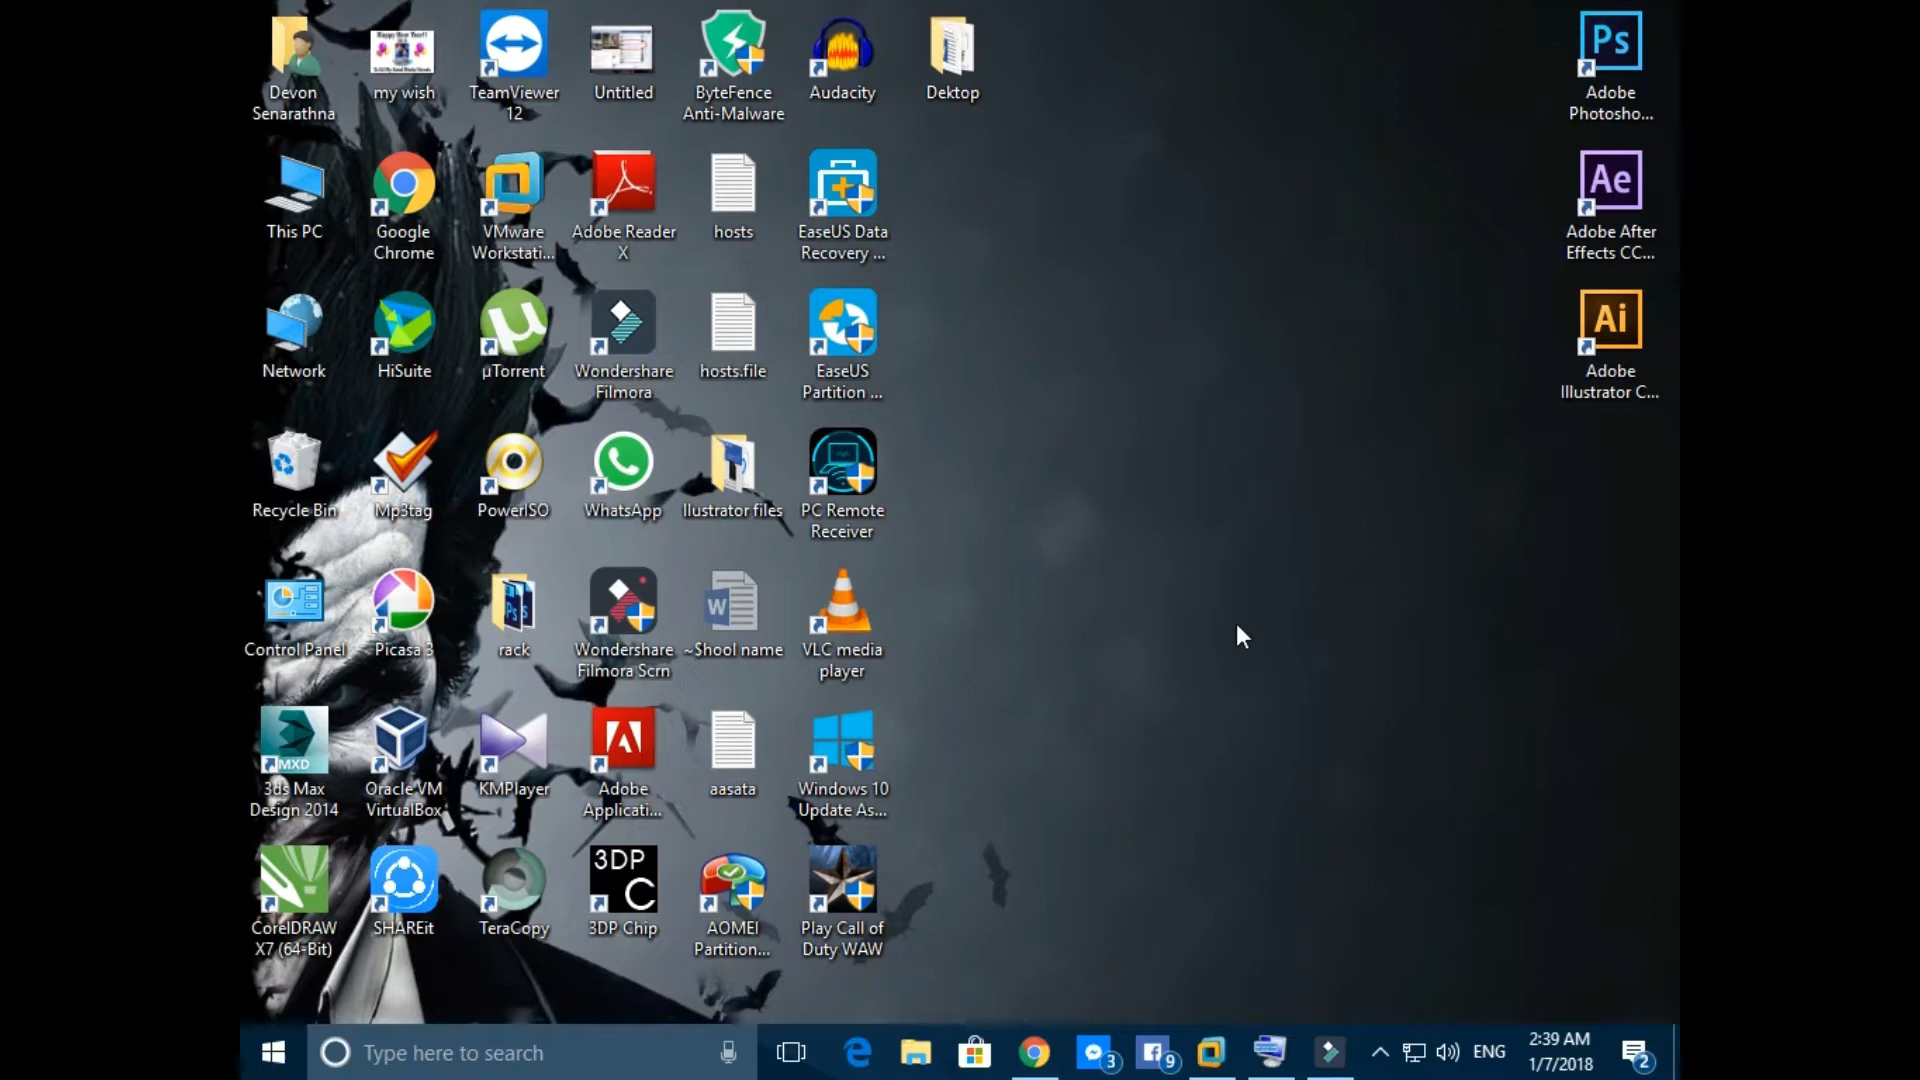 Devon
Senarathna
my wish
TeamViewer
12
Untitled
ByteFence
Anti-Malware
Audacity
Dektop
Ps
Adobe
Photosho...
This PC
Google
Chrome
VMware
Workstati...
Adobe Reader
X
hosts
EaseUS Data
Recovery ...
Ae
Adobe After
Effects CC...
Network
HiSuite
µ
µTorrent
Wondershare
Filmora
hosts.file
EaseUS
Partition ...
Ai
Adobe
Illustrator C...
Recycle Bin
Mp3tag
PowerISO
WhatsApp
llustrator files
PC Remote
Receiver
Control Panel
Picasa 3
Ps
rack
Wondershare
Filmora Scrn
W
~$hool name
VLC media
player
MXD
3ds Max
Design 2014
Oracle VM
VirtualBox
KMPlayer
Adobe
Applicati...
aasata
Windows 10
Update As...
CorelDRAW
X7 (64-Bit)
SHAREit
TeraCopy
3DP
C
3DP Chip
AOMEI
Partition...
Play Call of
Duty WAW
Type here to search
3
9
ENG
2:39 AM
1/7/2018
2